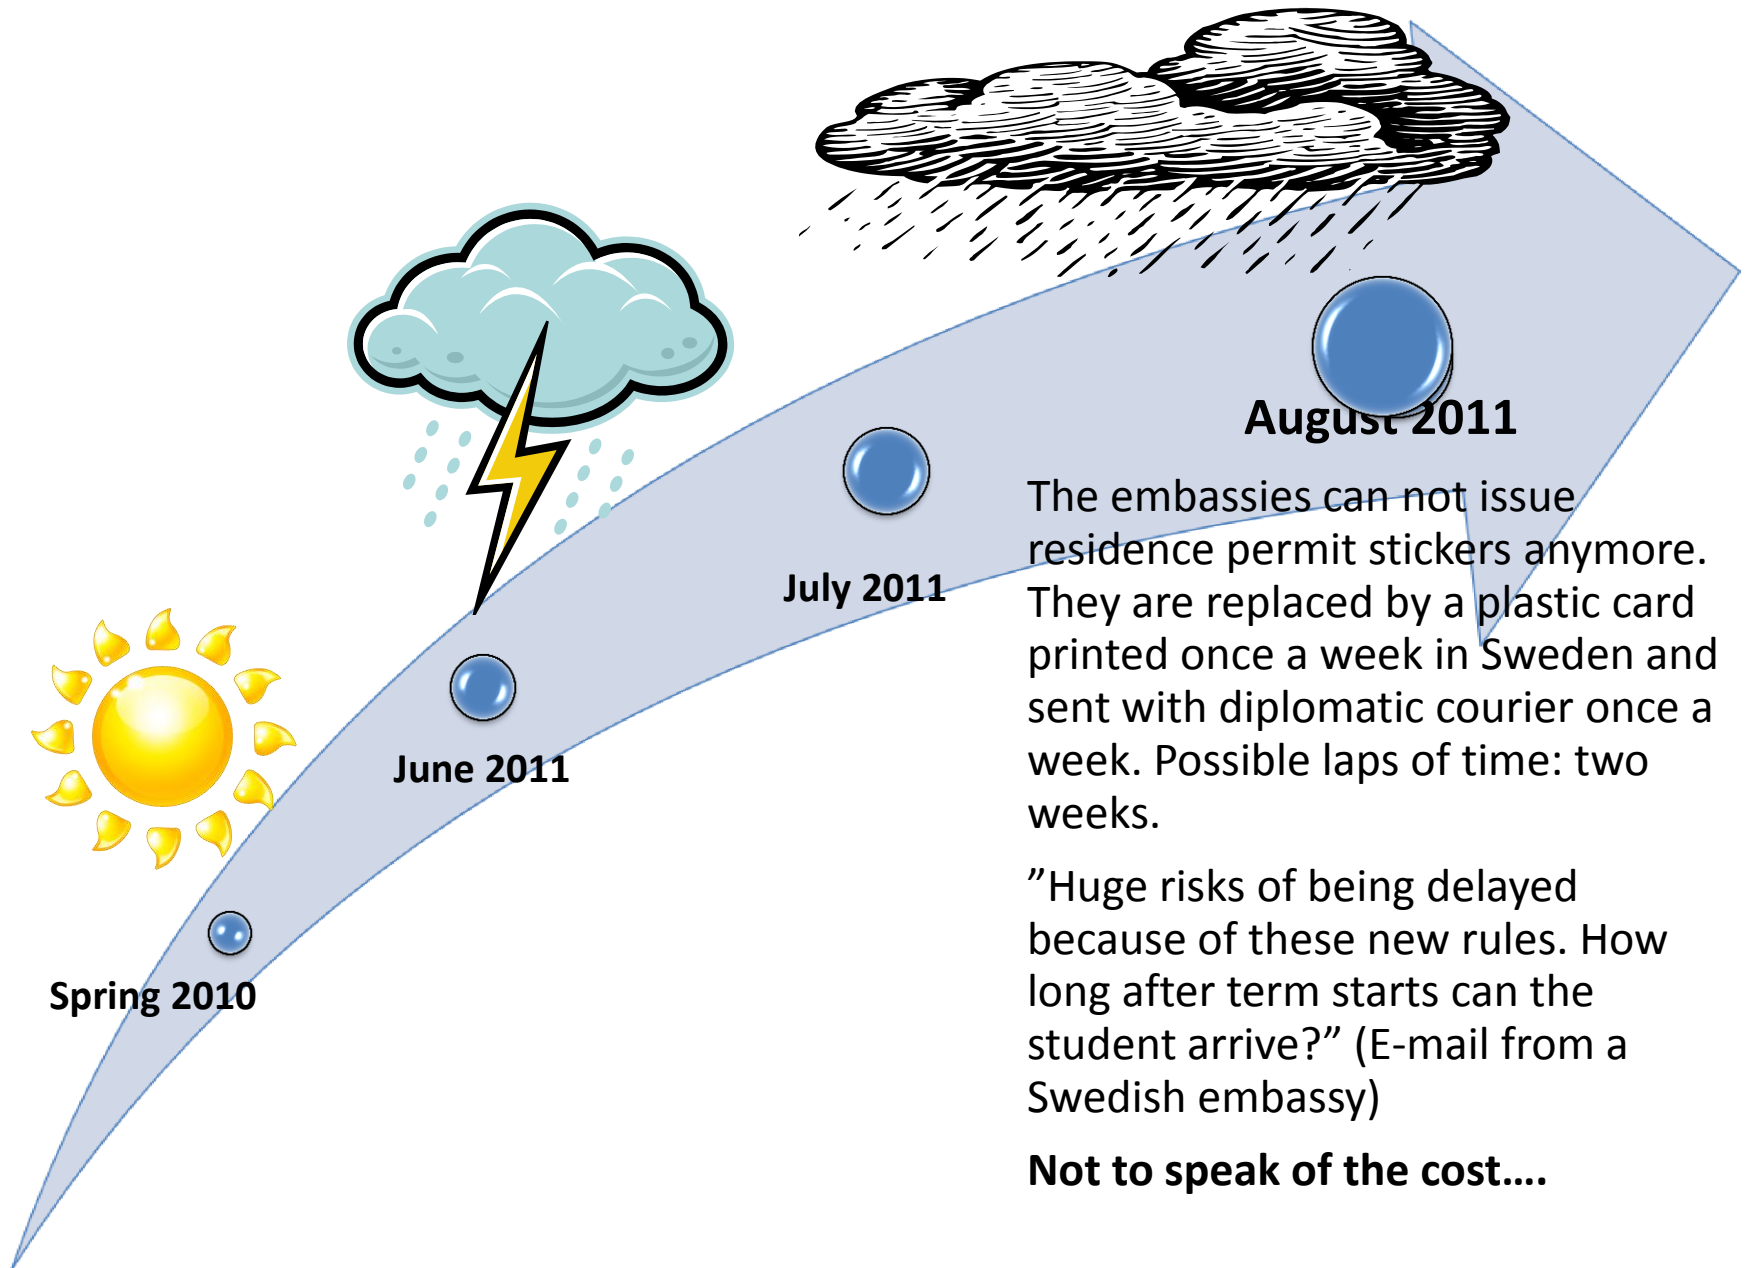 Spring 2010
June 2011
July 2011
August 2011
The embassies can not issue
residence permit stickers anymore.
They are replaced by a plastic card
printed once a week in Sweden and
sent with diplomatic courier once a
week. Possible laps of time: two
weeks.
”Huge risks of being delayed
because of these new rules. How
long after term starts can the
student arrive?” (E-mail from a
Swedish embassy)
Not to speak of the cost….